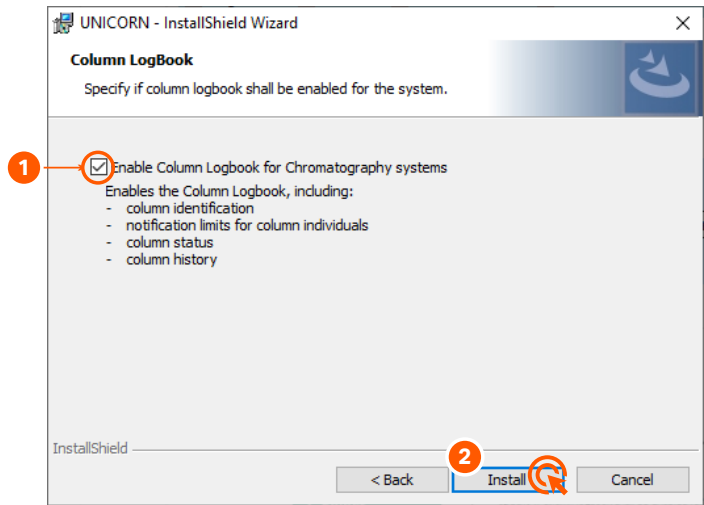 UNICORN - InstallShield Wizard
Column LogBook
Specify if column logbook shall be enabled for the system.
1
Enable Column Logbook for Chromatography systems
Enables the Column Logbook, including:
- column identification
- notification limits for column individuals
- column status
- column history
InstallShield
2
< Back Install Cancel